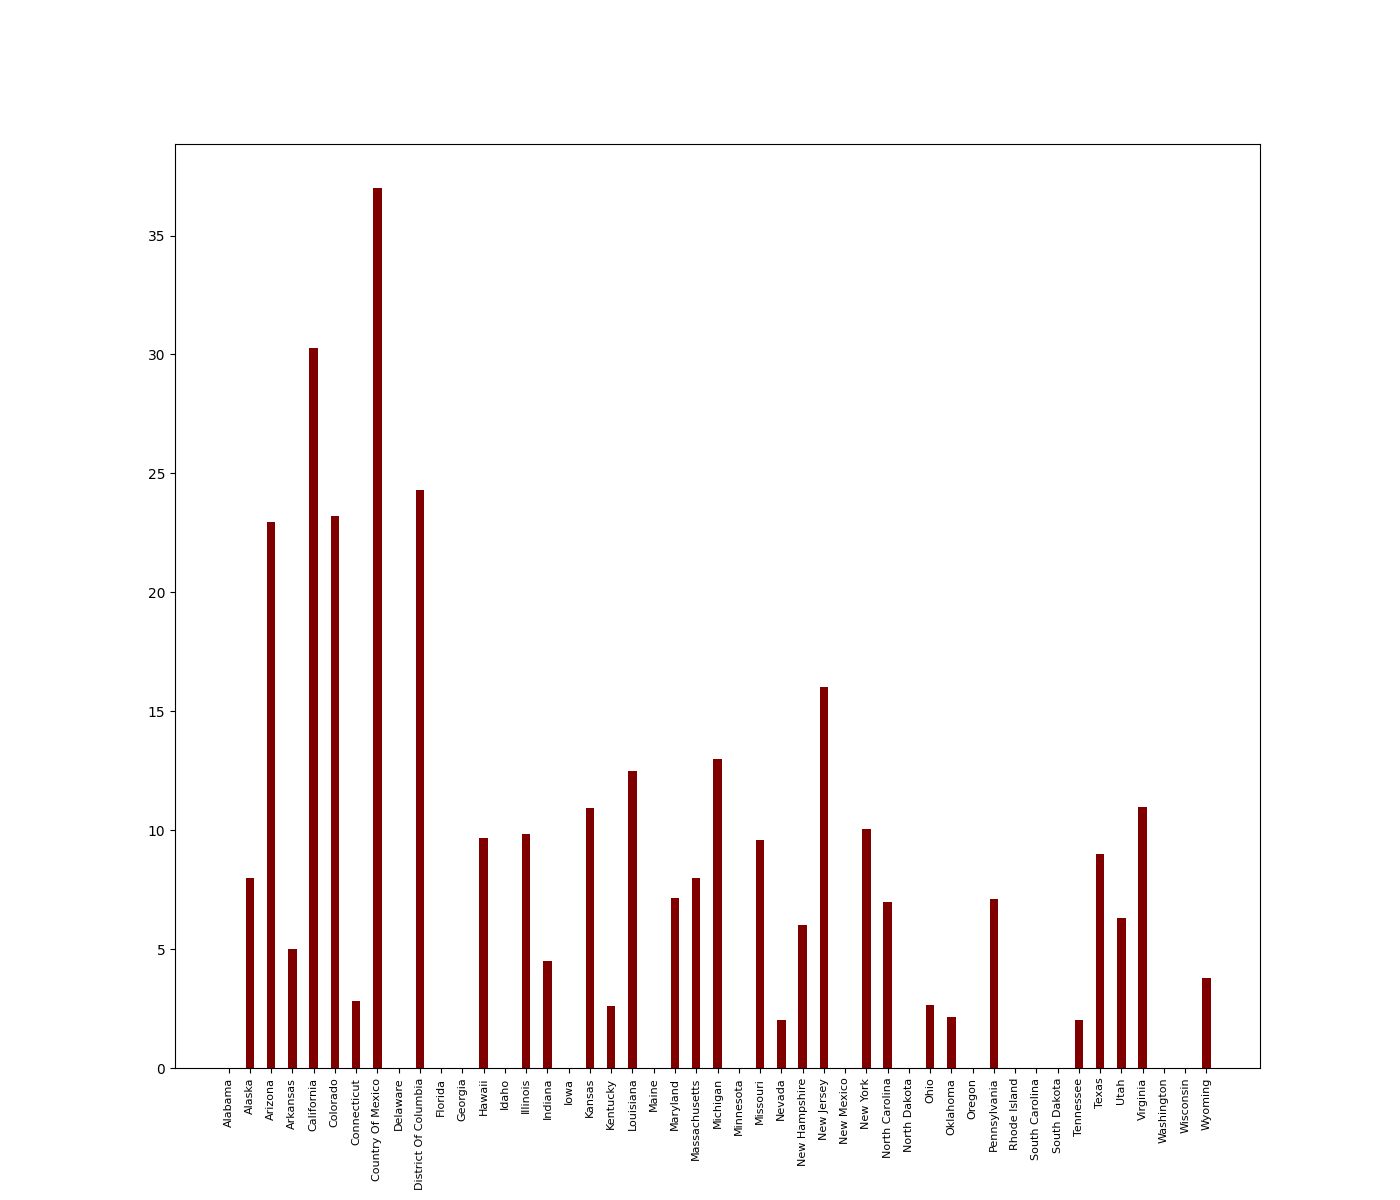 35
30
25
20
15
10
5
0
Alabama
Alaska
Arizona
Arkansas
California
Colorado
Connecticut
Country Of Mexico
Delaware
District Of Columbia
Florida
Georgia
Hawaii
Idaho
Illinois
Indiana
Iowa
Kansas
Kentucky
Louisiana
Maine
Maryland
Massachusetts
Michigan
Minnesota
Missouri
Nevada
New Hampshire
New Jersey
New Mexico
New York
North Carolina
North Dakota
Ohio
Oklahoma
Oregon
Pennsylvania
Rhode Island
South Carolina
South Dakota
Tennessee
Texas
Utah
Virginia
Washington
Wisconsin
Wyoming